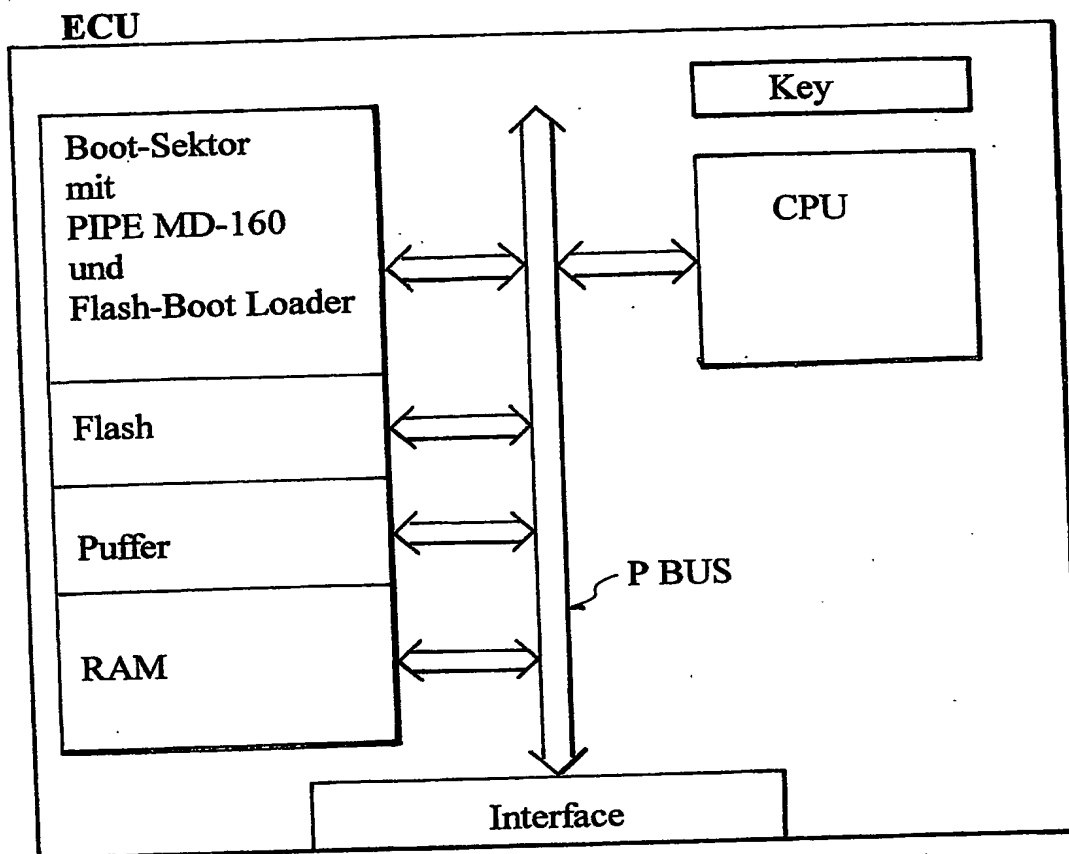 ECU
Key
Boot-Sektor
mit
PIPE MD-160
und
Flash-Boot Loader
CPU
Flash
Puffer
P BUS
RAM
Interface